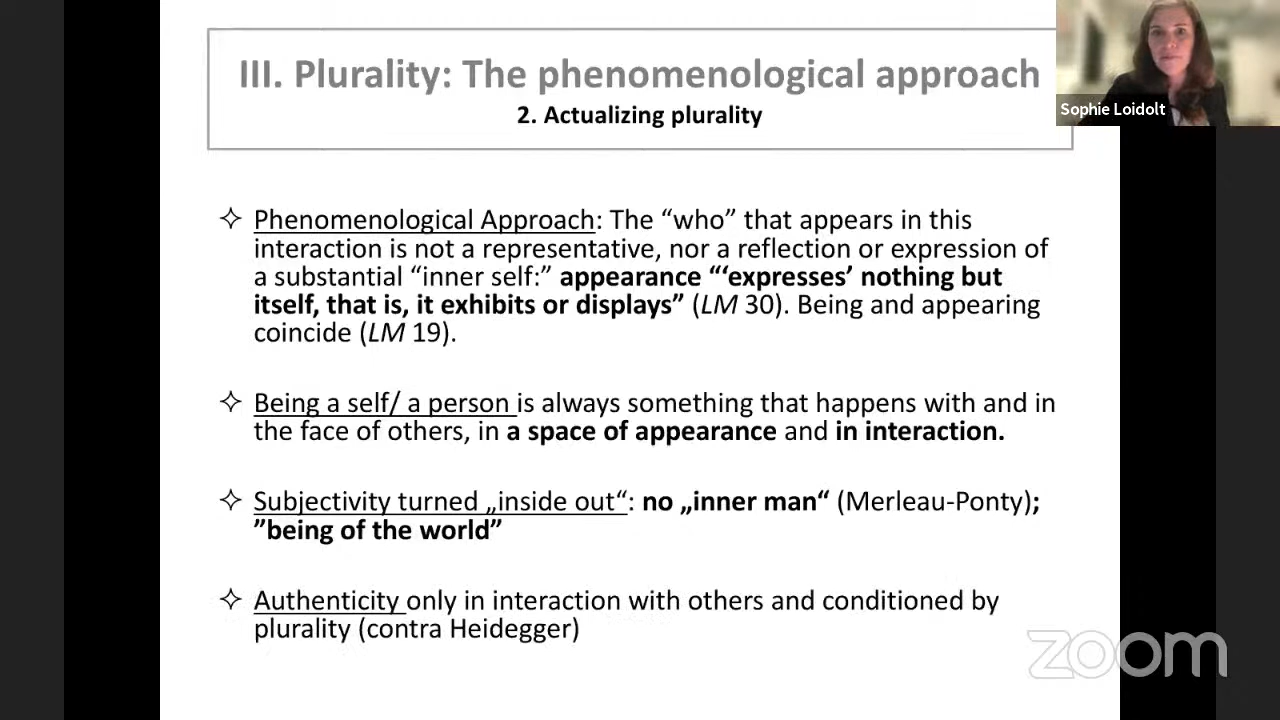 III. Plurality: The phenomenological approach
2. Actualizing plurality
Sophie Loidolt
Phenomenological Approach: The “who” that appears in this
interaction is not a representative, nor a reflection or expression of
a substantial “inner self:” appearance “‘expresses’ nothing but
itself, that is, it exhibits or displays” (LM 30). Being and appearing
coincide (LM 19).
Being a self/ a person is always something that happens with and in
the face of others, in a space of appearance and in interaction.
Subjectivity turned „inside out“: no „inner man“ (Merleau-Ponty);
”being of the world”
Authenticity only in interaction with others and conditioned by
plurality (contra Heidegger)
zoom